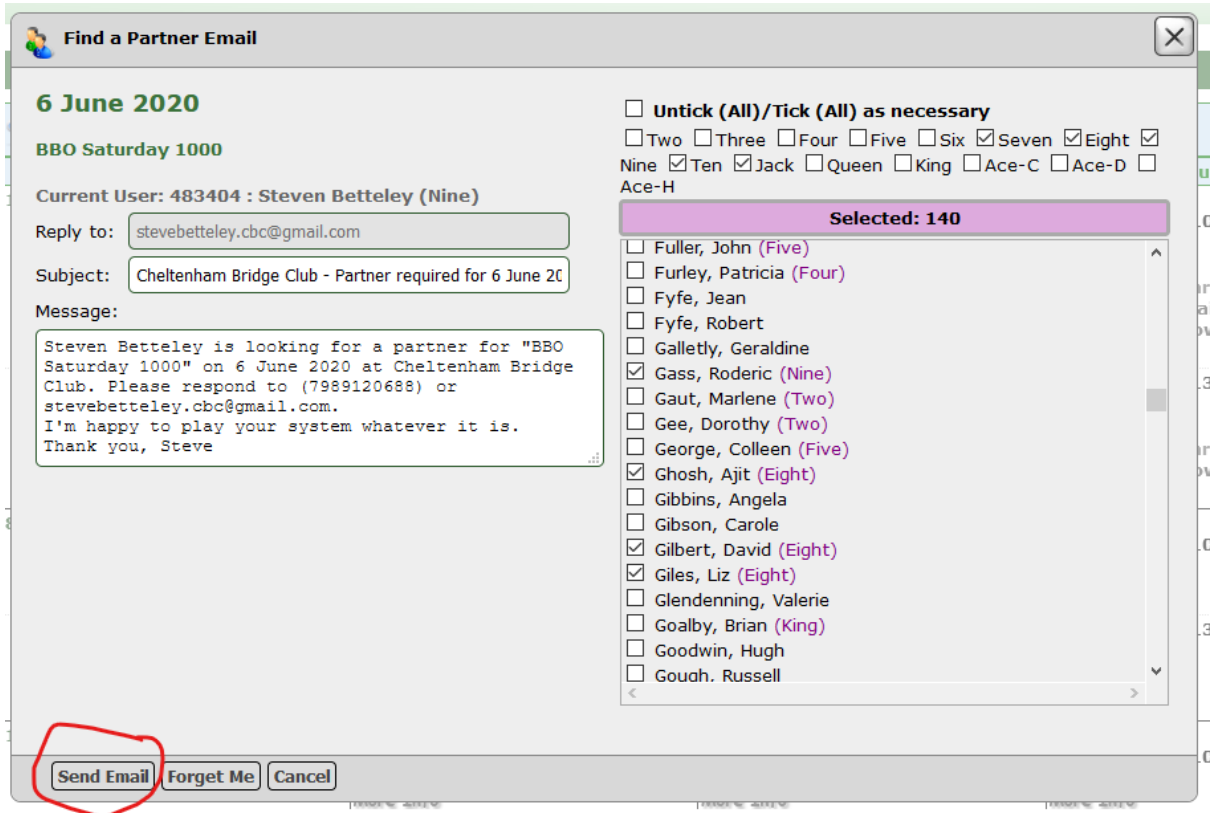 Find a Partner Email
6 June 2020
BBO Saturday 1000
Current User: 483404 : Steven Betteley (Nine)
Reply to: stevebetteley.cbc@gmail.com
Subject: Cheltenham Bridge Club - Partner required for 6 June 20
Message:
Steven Betteley is looking for a partner for "BBO
Saturday 1000" on 6 June 2020 at Cheltenham Bridge
Club. Please respond to (7989120688) or
stevebetteley.cbc@gmail.com.
I'm happy to play your system whatever it is.
Thank you, Steve
Untick (All)/Tick (All) as necessary
Two Three Four Five Six Seven Eight
Nine Ten Jack Queen King Ace-C Ace-D
Ace-H
Selected: 140
Fuller, John (Five)
Furley, Patricia (Four)
Fyfe, Jean
Fyfe, Robert
Galletly, Geraldine
Gass, Roderic (Nine)
Gaut, Marlene (Two)
Gee, Dorothy (Two)
George, Colleen (Five)
Ghosh, Ajit (Eight)
Gibbins, Angela
Gibson, Carole
Gilbert, David (Eight)
Giles, Liz (Eight)
Glendenning, Valerie
Goalby, Brian (King)
Goodwin, Hugh
Gough, Russell
Send Email Forget Me Cancel